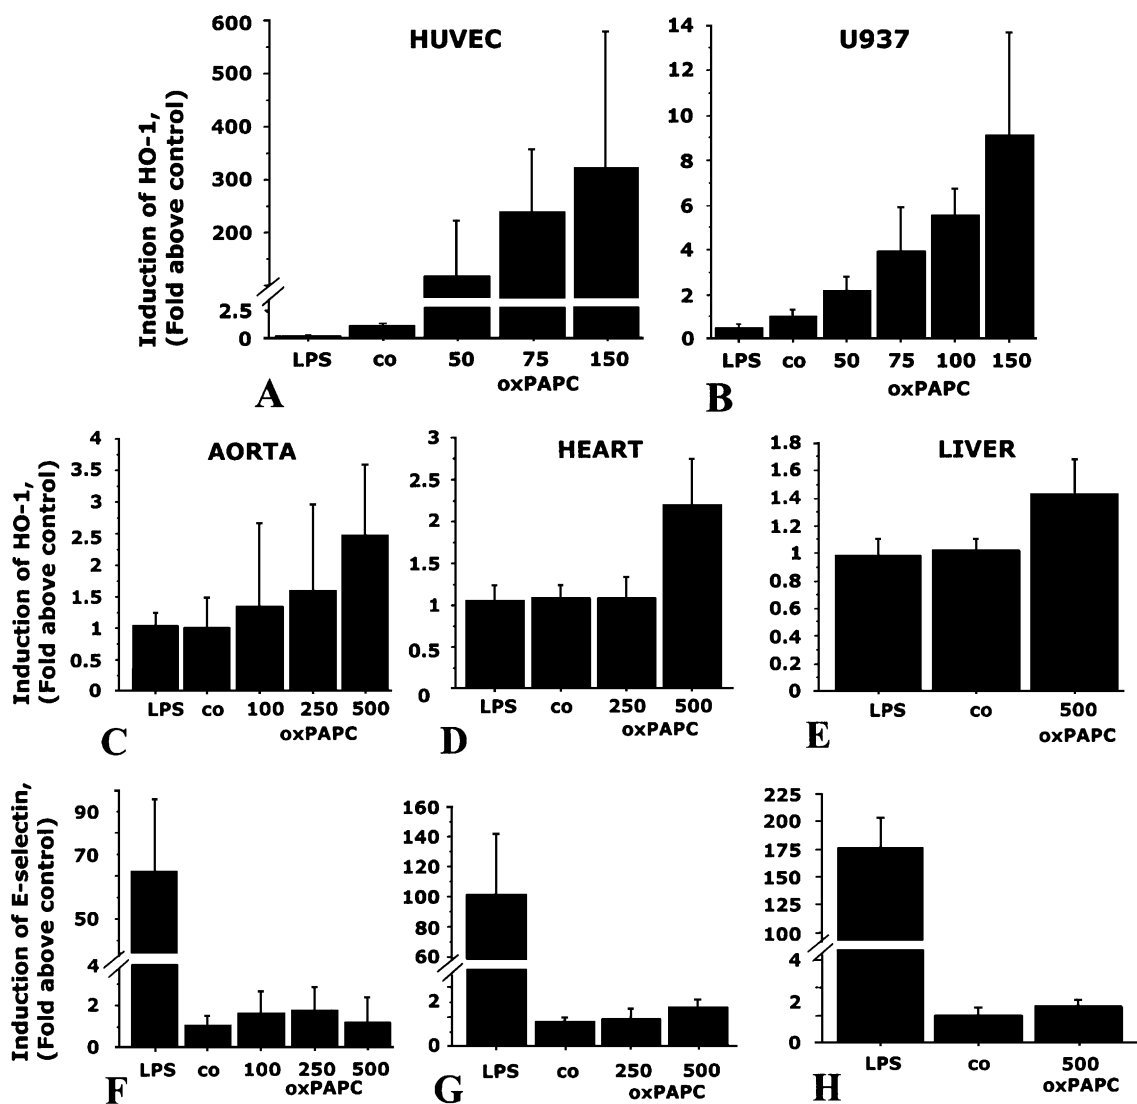 Induction of HO-1,
(Fold above control)
HUVEC
600
500
400
300
200
2.5
0
LPS co 50 75 150
oxPAPC
A
U937
14
12
10
8
6
4
2
0
LPS co 50 75 100 150
oxPAPC
B
Induction of HO-1,
(Fold above control)
AORTA
4
3.5
3
2.5
2
1.5
1
0.5
0
LPS co 100 250 500
oxPAPC
C
HEART
3
2.5
2
1.5
1
0.5
0
LPS co 250 500
oxPAPC
D
LIVER
1.8
1.6
1.4
1.2
1
0.8
0.6
0.4
0.2
0
LPS co 500
oxPAPC
E
Induction of E-selectin,
(Fold above control)
90
70
50
4
2
0
LPS co 100 250 500
oxPAPC
F
160
140
120
100
80
60
2
0
LPS co 250 500
oxPAPC
G
225
200
175
150
125
100
4
2
0
LPS co 500
oxPAPC
H